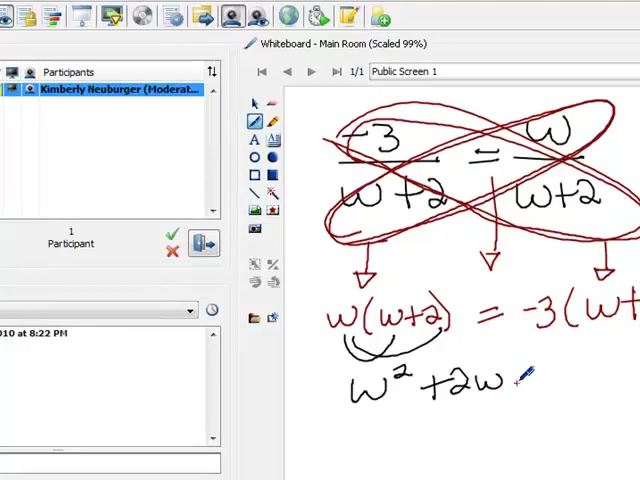 Whiteboard - Main Room (Scaled 99%)
1/1 Public Screen 1
Participants
Kimberly Neuburger (Moderat...
1
Participant
010 at 8:22 PM
-3 = w
w+2 w+2
w(w+2) = -3(w+
w² +2w